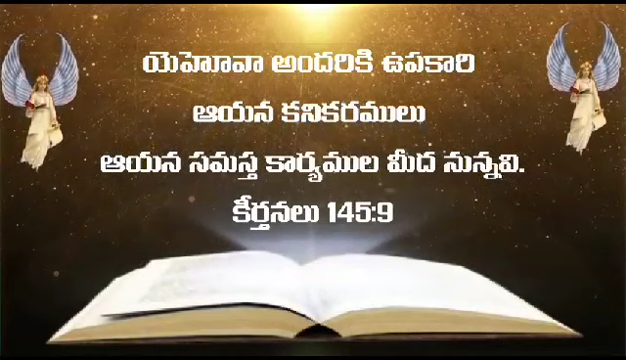 యెహోవా అందరికి ఉపకారి
ఆయన కనికరములు
ఆయన సమస్త కార్యముల మీద నున్నవి.
కీర్తనలు 145:9